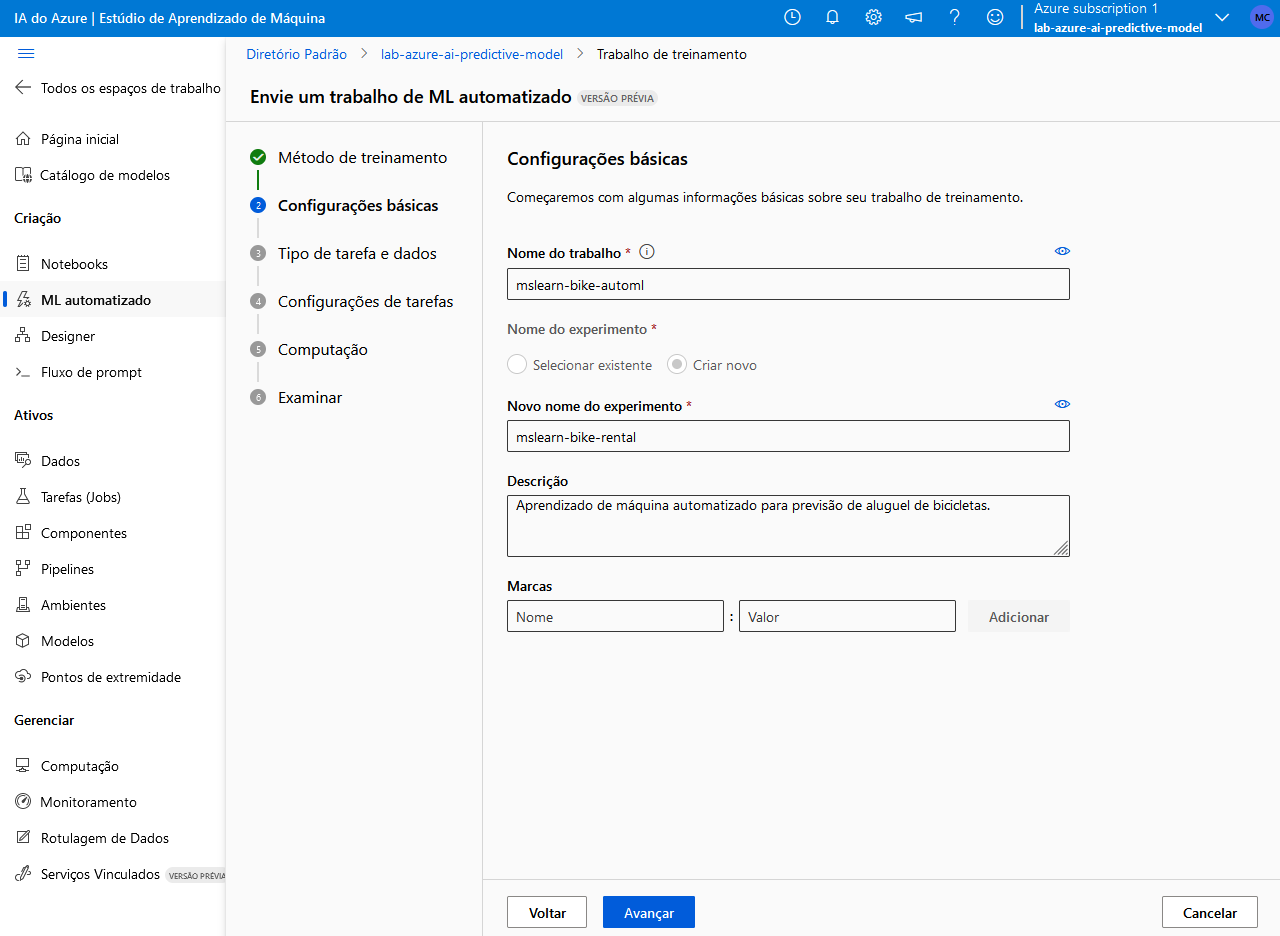 IA do Azure | Estúdio de Aprendizado de Máquina
Azure subscription 1
lab-azure-ai-predictive-model
MC
Todos os espaços de trabalho
Página inicial
Catálogo de modelos
Criação
Notebooks
ML automatizado
Designer
Fluxo de prompt
Ativos
Dados
Tarefas (Jobs)
Componentes
Pipelines
Ambientes
Modelos
Pontos de extremidade
Gerenciar
Computação
Monitoramento
Rotulagem de Dados
Serviços Vinculados VERSÃO PRÉVIA
Diretório Padrão > lab-azure-ai-predictive-model > Trabalho de treinamento
Envie um trabalho de ML automatizado VERSÃO PRÉVIA
Método de treinamento
2 Configurações básicas
3 Tipo de tarefa e dados
4 Configurações de tarefas
5 Computação
6 Examinar
Configurações básicas
Começaremos com algumas informações básicas sobre seu trabalho de treinamento.
Nome do trabalho *
mslearn-bike-automl
Nome do experimento *
Selecionar existente Criar novo
Novo nome do experimento *
mslearn-bike-rental
Descrição
Aprendizado de máquina automatizado para previsão de aluguel de bicicletas.
Marcas
Nome : Valor Adicionar
Voltar Avançar Cancelar